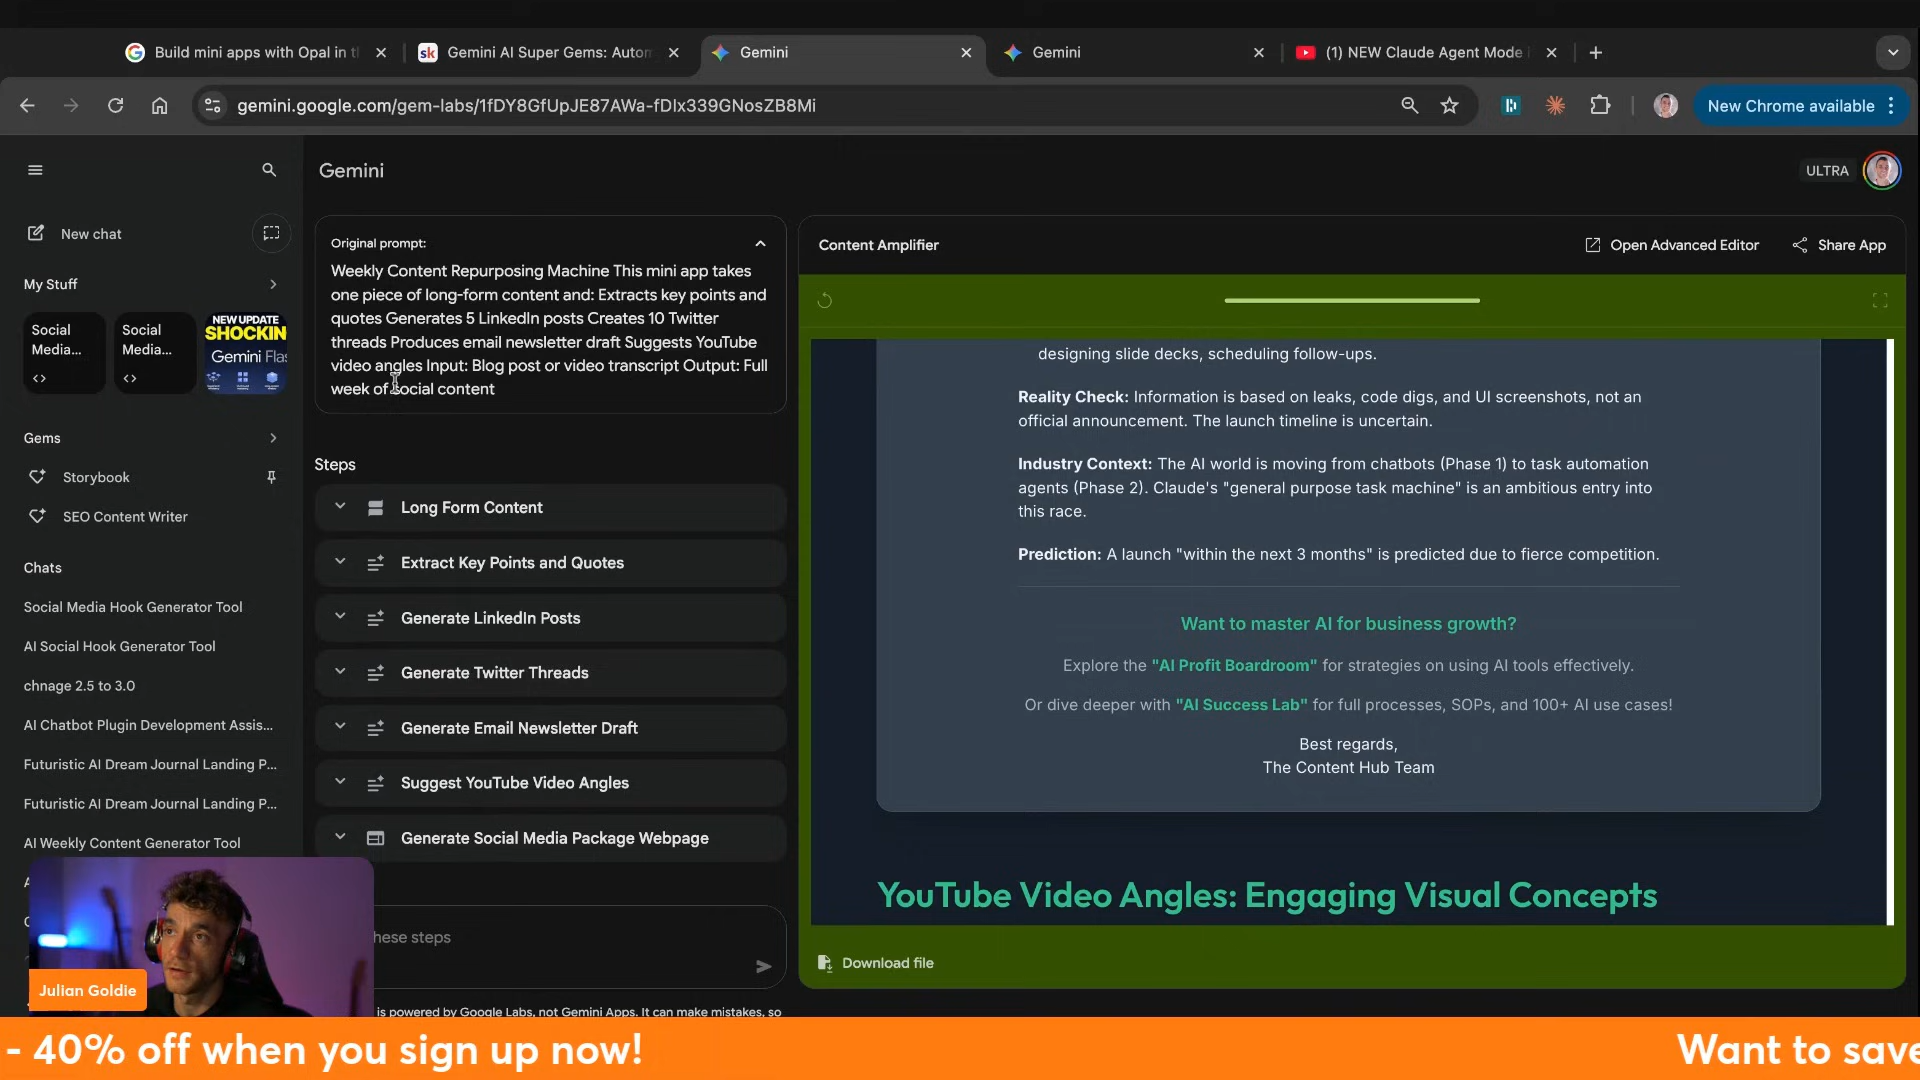 Build mini apps with Opal in t
Gemini AI Super Gems: Autom
Gemini
Gemini
(1) NEW Claude Agent Mode
gemini.google.com/gem-labs/1fDY8GfUpJE87AWa-fDIx339GNosZB8Mi
New Chrome available
Gemini
ULTRA
New chat
My Stuff
Social Media...
Social Media...
NEW UPDATE
SHOCKIN
Gemini Flas
Gems
Storybook
SEO Content Writer
Chats
Social Media Hook Generator Tool
AI Social Hook Generator Tool
chnage 2.5 to 3.0
AI Chatbot Plugin Development Assis...
Futuristic AI Dream Journal Landing P...
Futuristic AI Dream Journal Landing P...
AI Weekly Content Generator Tool
Original prompt:
Weekly Content Repurposing Machine This mini app takes
one piece of long-form content and: Extracts key points and
quotes Generates 5 LinkedIn posts Creates 10 Twitter
threads Produces email newsletter draft Suggests YouTube
video angles Input: Blog post or video transcript Output: Full
week of social content
Steps
Long Form Content
Extract Key Points and Quotes
Generate LinkedIn Posts
Generate Twitter Threads
Generate Email Newsletter Draft
Suggest YouTube Video Angles
Generate Social Media Package Webpage
hese steps
is powered by Google Labs, not Gemini Apps. It can make mistakes, so
Content Amplifier
Open Advanced Editor
Share App
designing slide decks, scheduling follow-ups.
Reality Check: Information is based on leaks, code digs, and UI screenshots, not an
official announcement. The launch timeline is uncertain.
Industry Context: The AI world is moving from chatbots (Phase 1) to task automation
agents (Phase 2). Claude's "general purpose task machine" is an ambitious entry into
this race.
Prediction: A launch "within the next 3 months" is predicted due to fierce competition.
Want to master AI for business growth?
Explore the "AI Profit Boardroom" for strategies on using AI tools effectively.
Or dive deeper with "AI Success Lab" for full processes, SOPs, and 100+ AI use cases!
Best regards,
The Content Hub Team
YouTube Video Angles: Engaging Visual Concepts
Download file
Julian Goldie
- 40% off when you sign up now!
Want to save